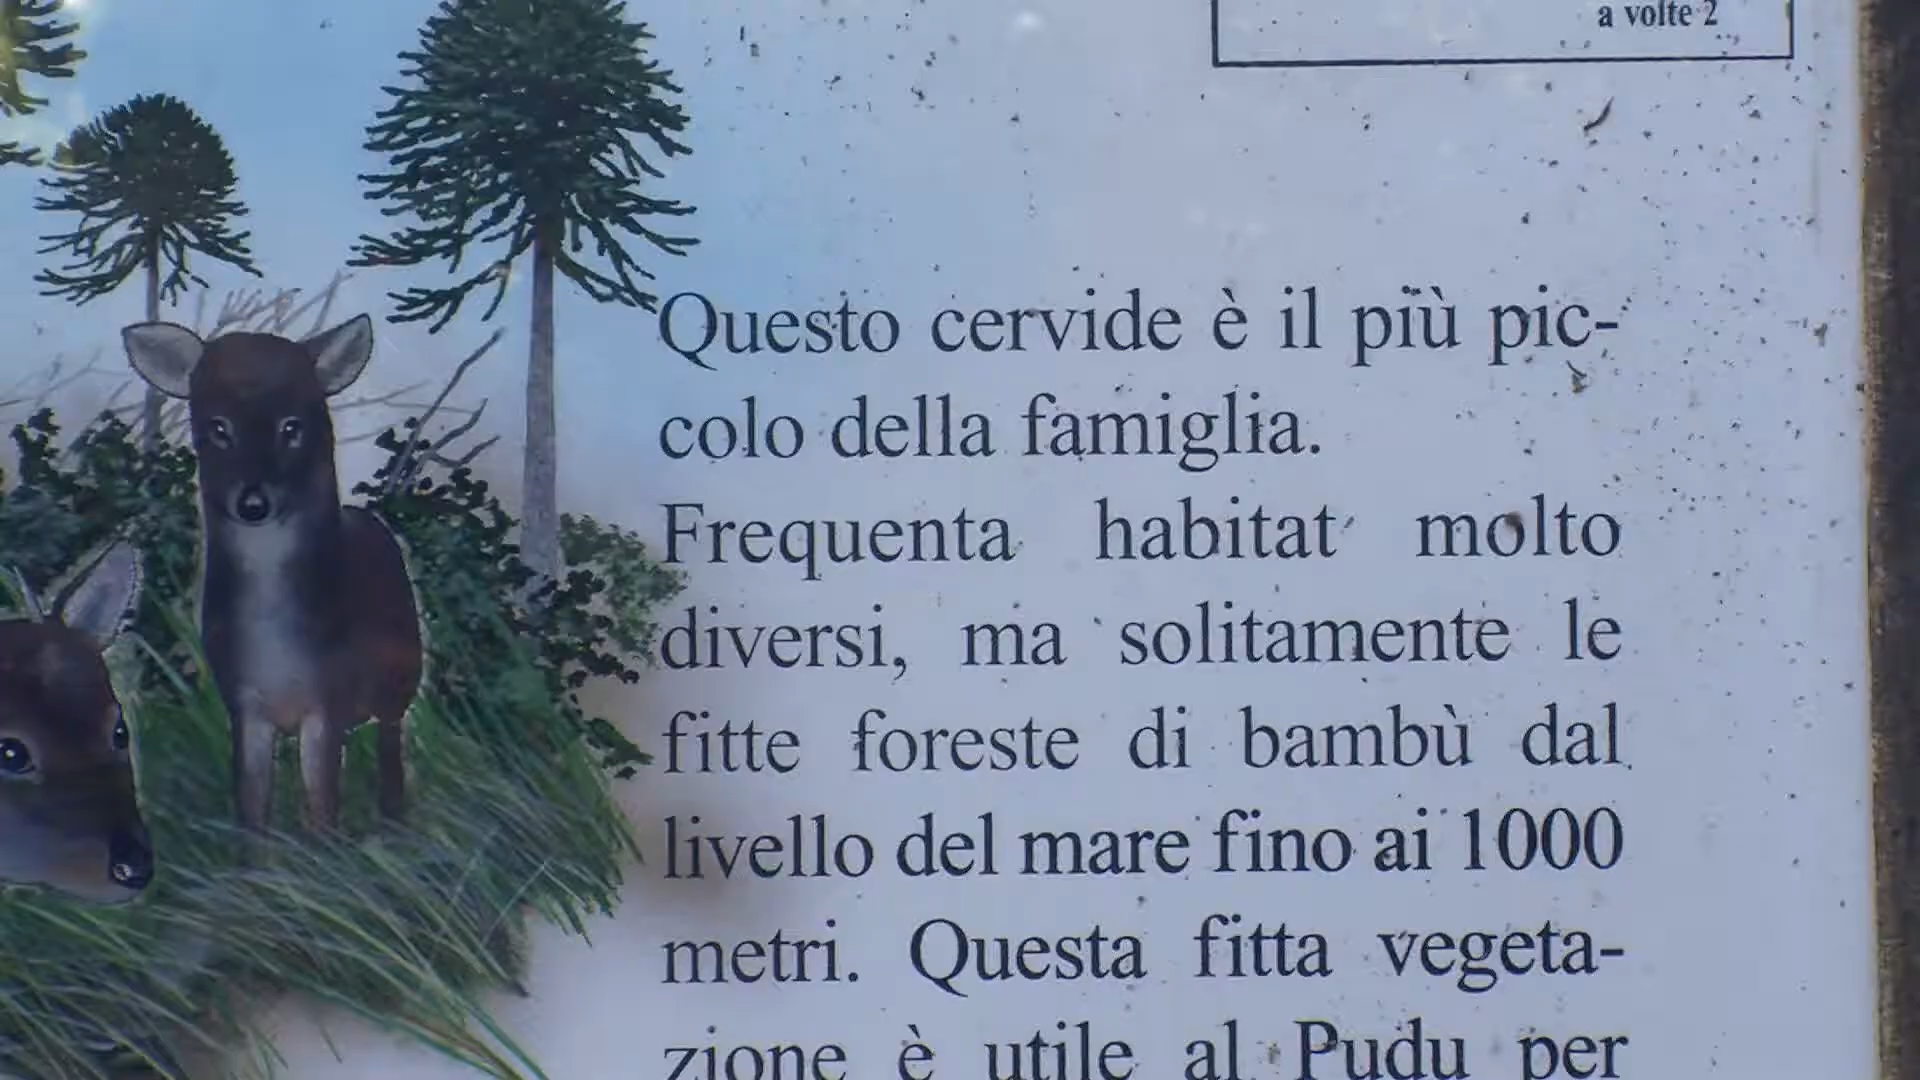 a volte 2
Questo cervide è il più pic-
colo della famiglia.
Frequenta habitat molto
diversi, ma solitamente le
fitte foreste di bambù dal
livello del mare fino ai 1000
metri. Questa fitta vegeta-
zione è utile al Pudu per